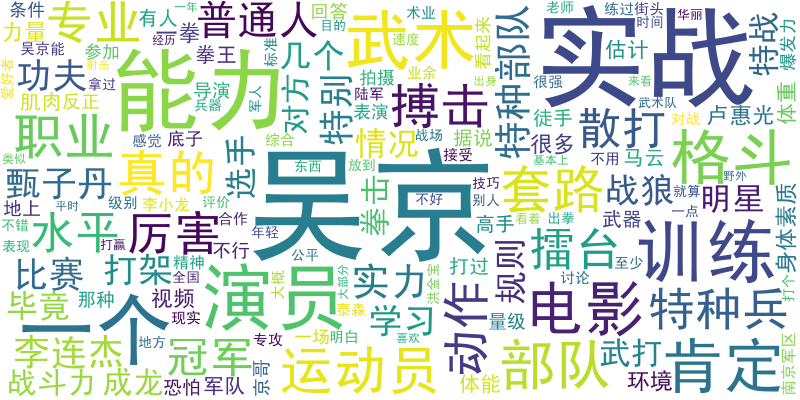 条件
专业
有人
普通人
回答
武术
特种部队
实战
老师
练过
街头
时间
华丽
力量
吴京能
一拳
经历
目的
术业
速度
看起来
特战
爆发力
爱好者
功夫
参加
拳王
几个
标准
业余
估计
肌肉
反正
拿过
射击
能力
导演
兵器
对方
特别
拍摄
陆军
表演
搏击
很强
武术队
体重
职业
感觉
底子
军人
综合
情况
战场
据说
徒手
散打
很多
对战
来看
卢惠光
真的
选手
东西
放到
接受
基本上
不用
马云
格斗
类似
甄子丹
李小龙
评价
吴京
拳击
技巧
套路
战狼
野外
就算
明星
身体素质
地上
平时
级别
合作
不好
别人
武器
一点
不错
水平
厉害
年轻
公平
高手
出拳
看着
训练
表现
打赢
不行
规则
擂台
至少
打个
比赛
打架
精神
全国
实力
打过
讨论
毕竟
那种
一个
视频
现实
演员
大概
大部分
洪金宝
动作
量级
电影
特种兵
南京军区
李连杰
地方
冠军
专攻
一场
泰森
明白
学习
喜欢
武打
肯定
战斗力
成龙
恐怕
军队
京哥
运动员
体能
部队
环境
一年